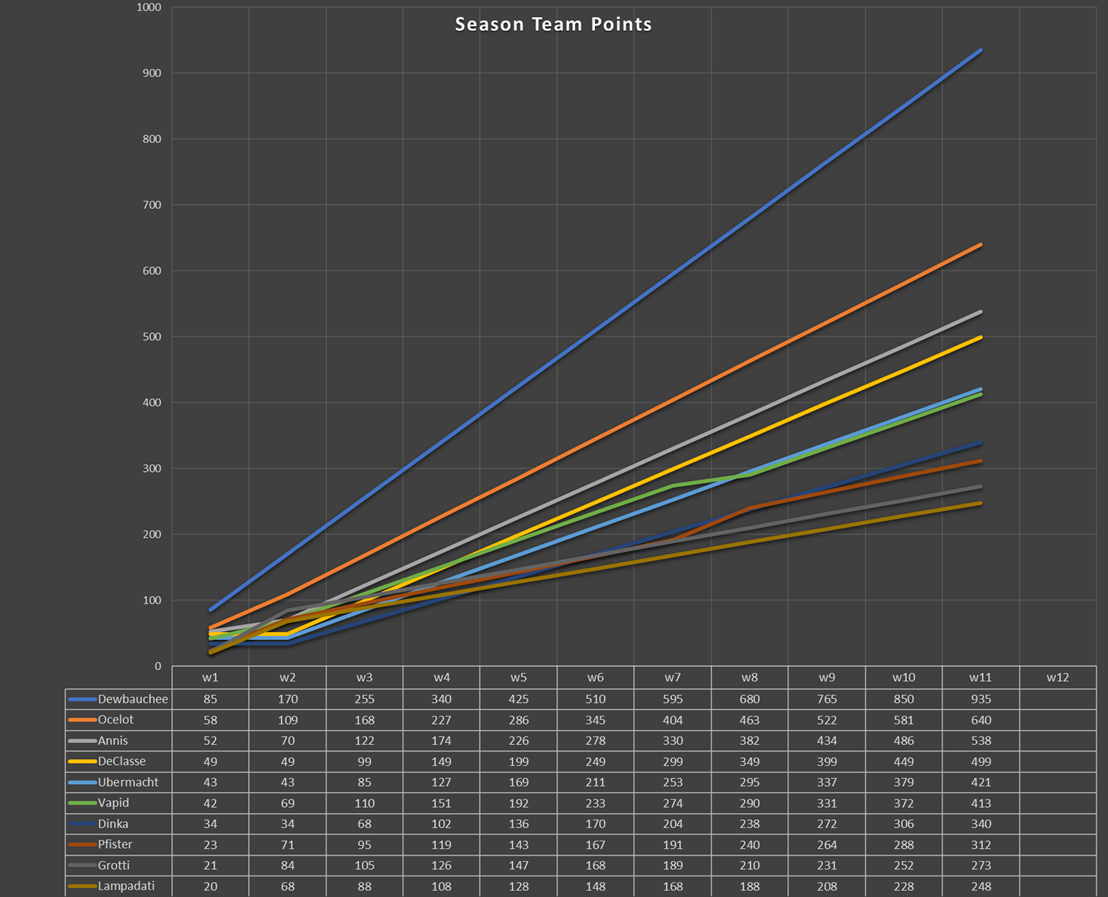 Season Team Points
1000
900
800
700
600
500
400
300
200
100
0
w1 w2 w3 w4 w5 w6 w7 w8 w9 w10 w11 w12
Dewbauchee 85 170 255 340 425 510 595 680 765 850 935
Ocelot 58 109 168 227 286 345 404 463 522 581 640
Annis 52 70 122 174 226 278 330 382 434 486 538
DeClasse 49 49 99 149 199 249 299 349 399 449 499
Ubermacht 43 43 85 127 169 211 253 295 337 379 421
Vapid 42 69 110 151 192 233 274 290 331 372 413
Dinka 34 34 68 102 136 170 204 238 272 306 340
Pfister 23 71 95 119 143 167 191 240 264 288 312
Grotti 21 84 105 126 147 168 189 210 231 252 273
Lampadati 20 68 88 108 128 148 168 188 208 228 248